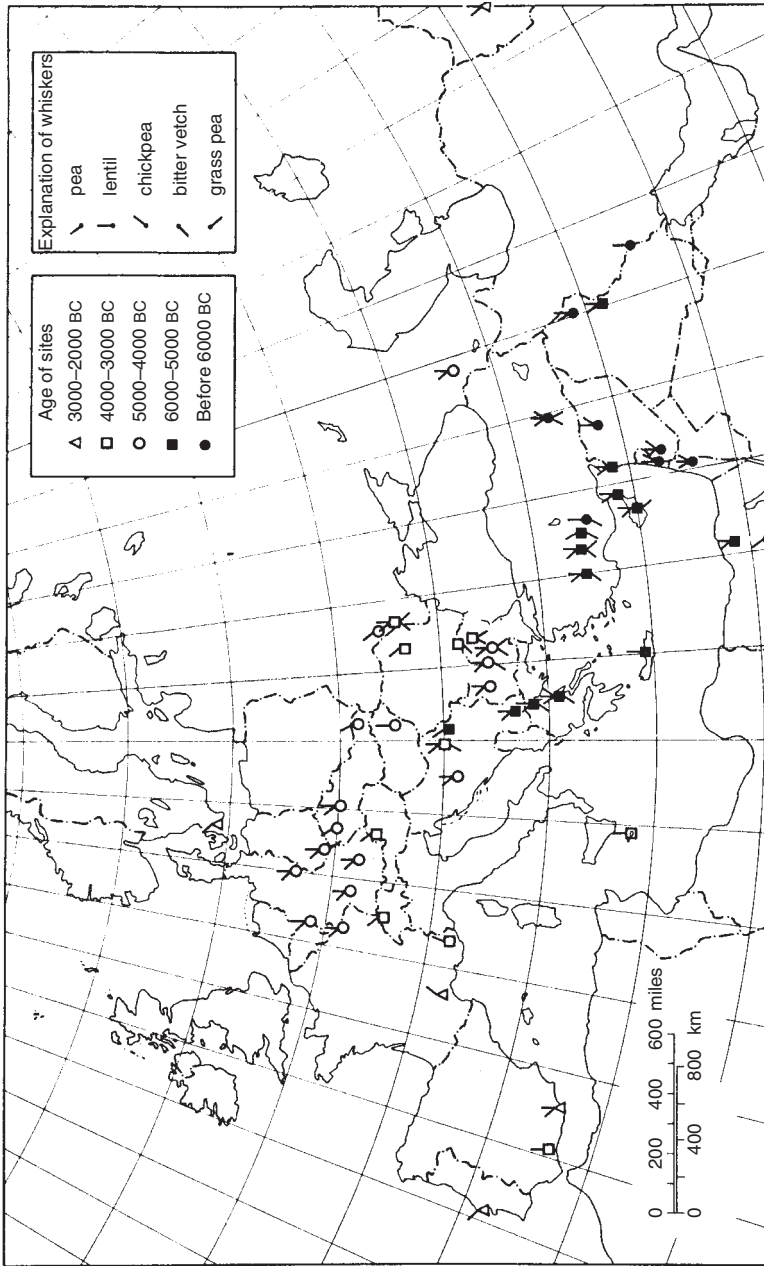 Age of sites
3000–2000 BC
4000–3000 BC
5000–4000 BC
6000–5000 BC
Before 6000 BC
Explanation of whiskers
pea
lentil
chickpea
bitter vetch
grass pea
0 200 400 600 miles
0 400 800 km